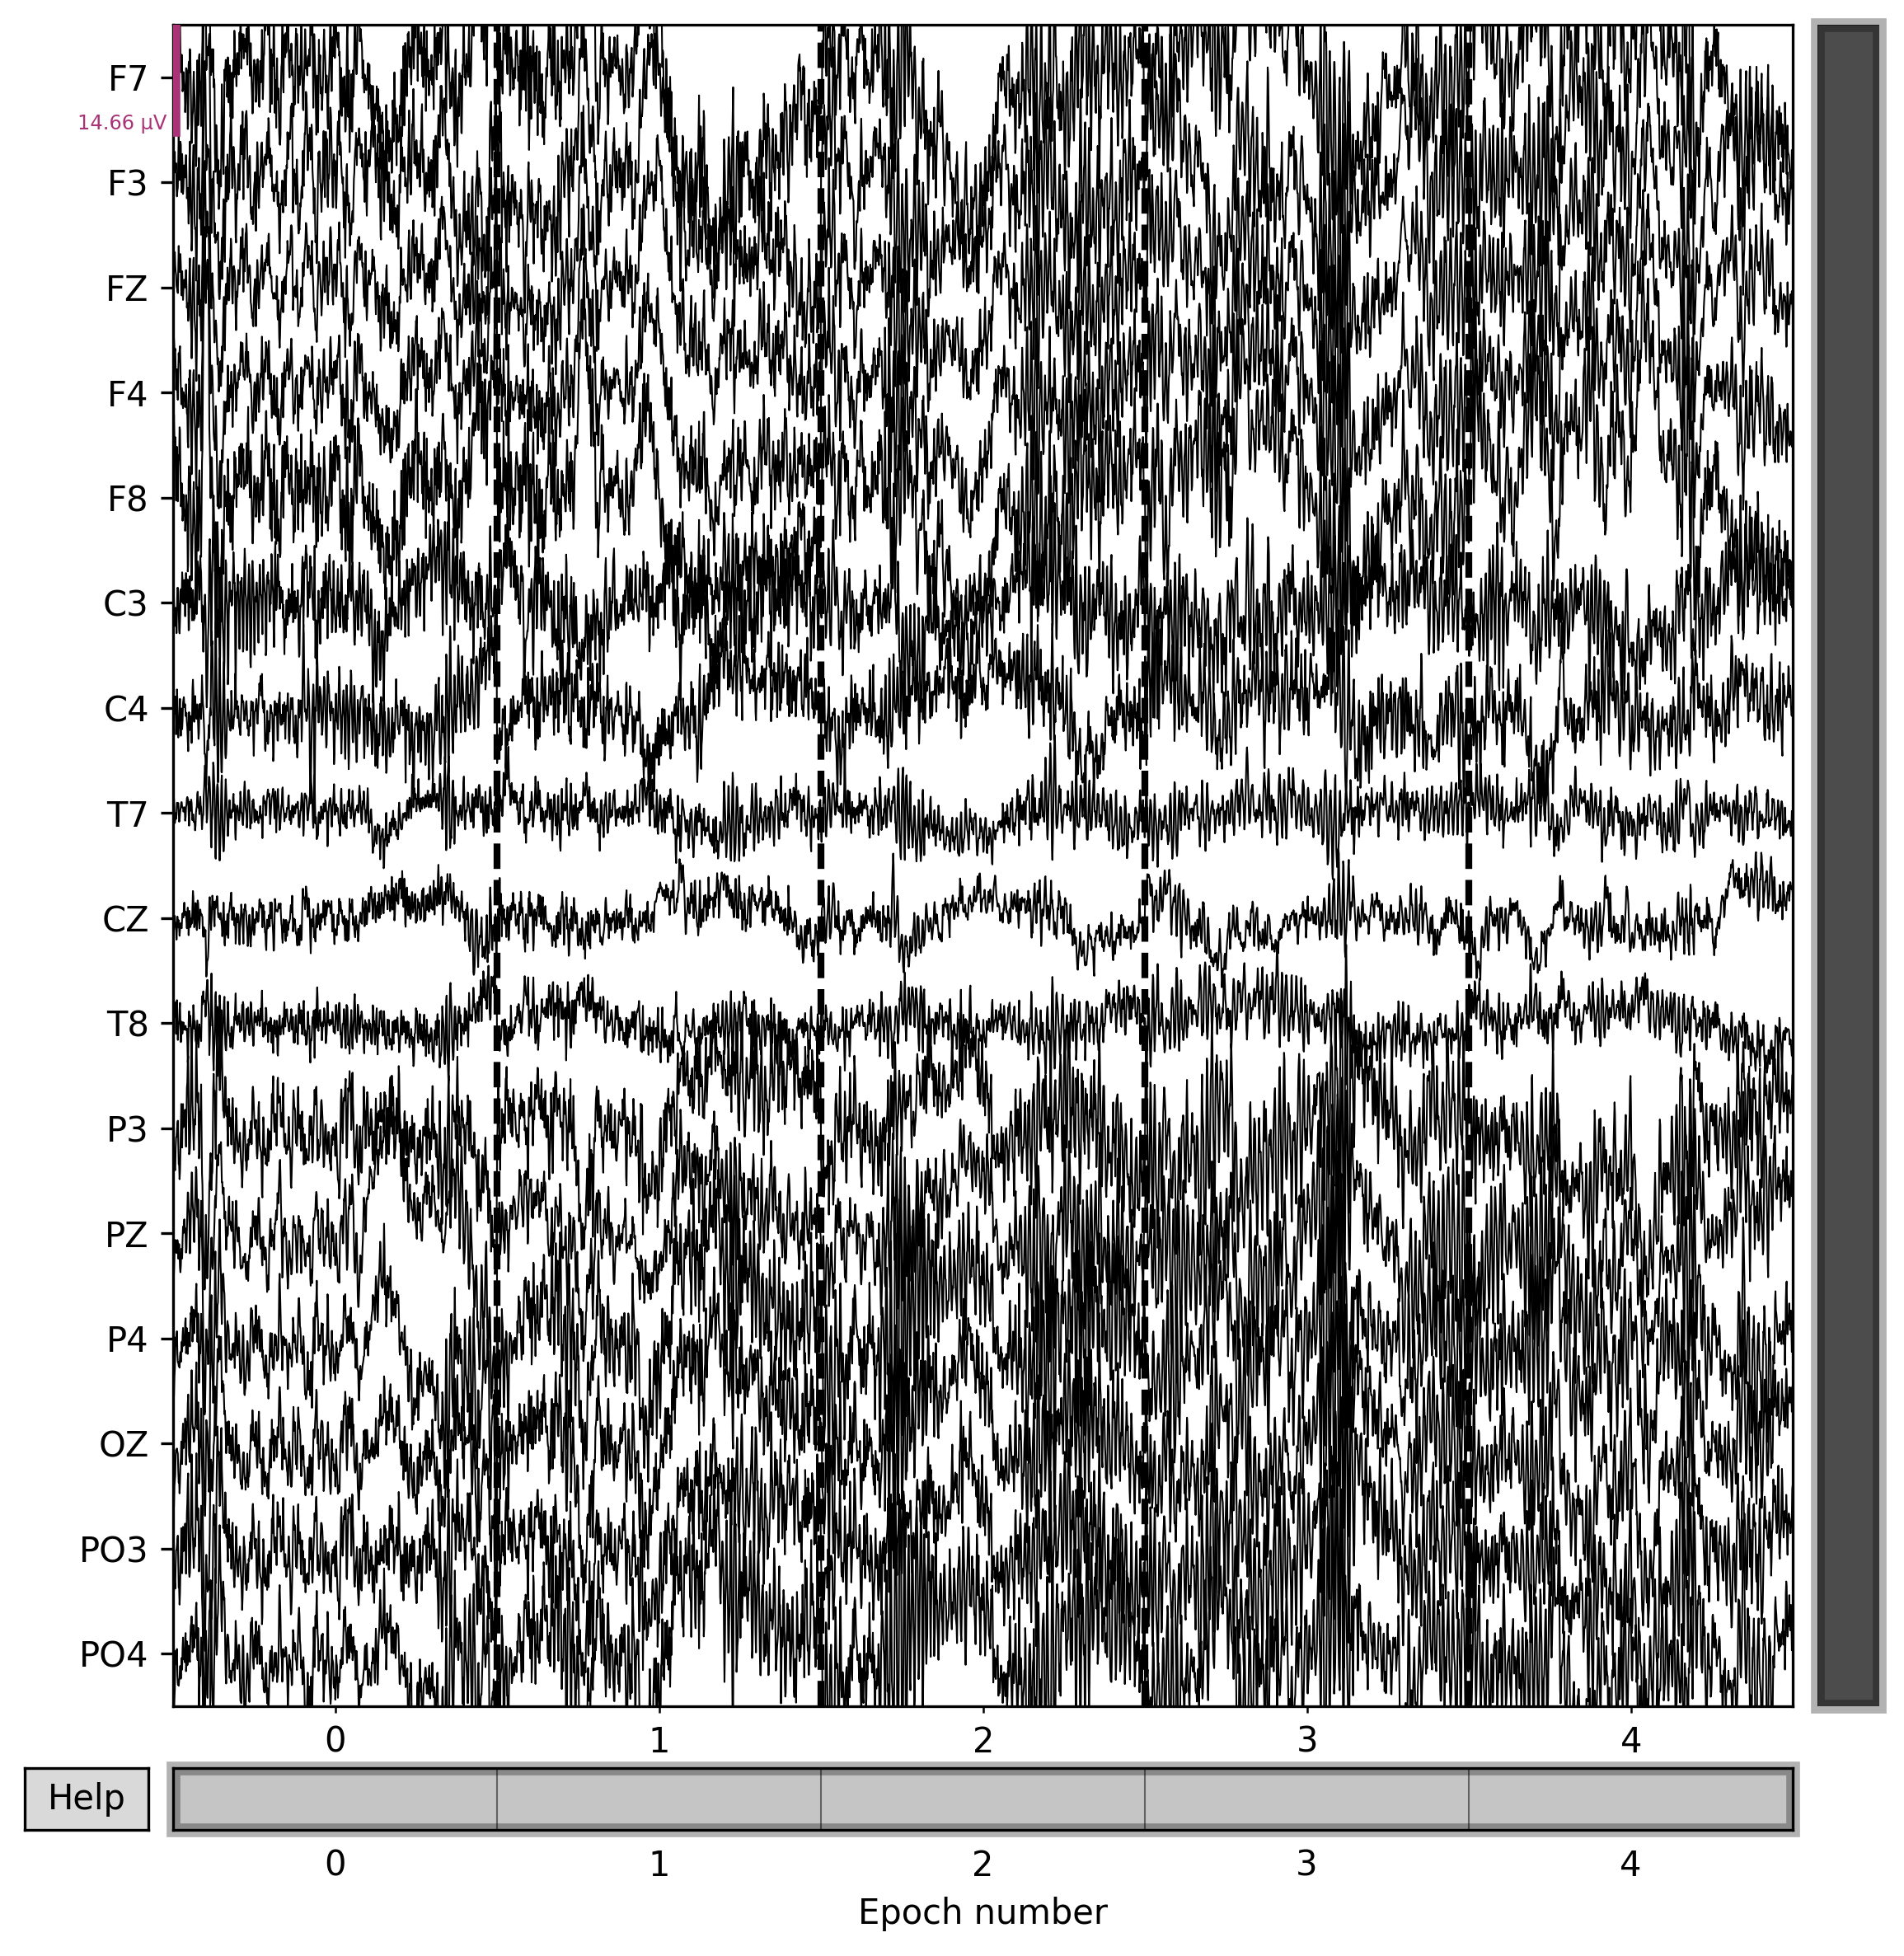 F7
14.66 µV
F3
FZ
F4
F8
C3
C4
T7
CZ
T8
P3
PZ
P4
OZ
PO3
PO4
0 1 2 3 4
Help
0 1 2 3 4
Epoch number